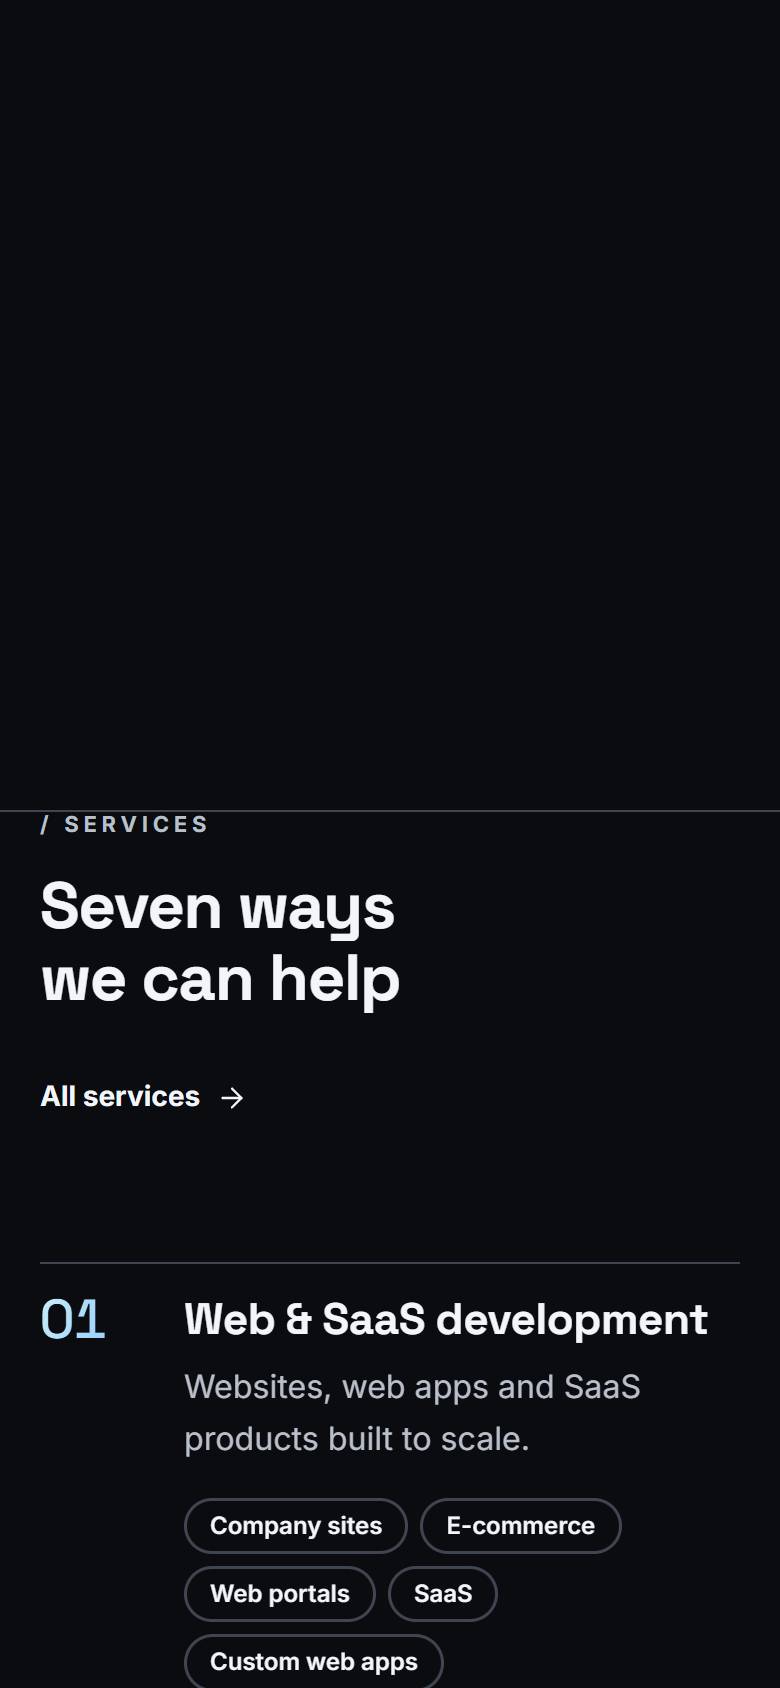 / SERVICES
Seven ways
we can help
All services →
01
Web & SaaS development
Websites, web apps and SaaS
products built to scale.
Company sites
E-commerce
Web portals
SaaS
Custom web apps